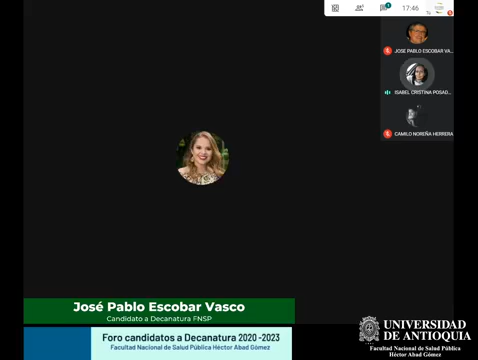 17:46
JOSE PABLO ESCOBAR VA...
ISABEL CRISTINA POSAD...
CAMILO NOREÑA HERRERA
José Pablo Escobar Vasco
Candidato a Decanatura FNSP
Foro candidatos a Decanatura 2020-2023
Facultad Nacional de Salud Pública Héctor Abad Gómez
UNIVERSIDAD
DE ANTIOQUIA
Facultad Nacional de Salud Pública
Héctor Abad Gómez